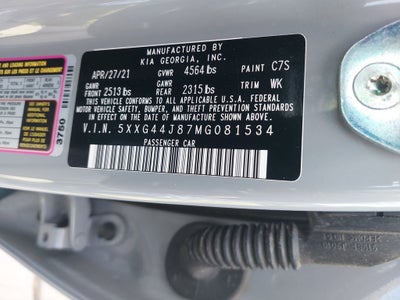 MANUFACTURED BY
KIA GEORGIA, INC.
APR/27/21 GVWR 4564 lbs PAINT C7S
GAWR FRONT 2513 lbs GAWR REAR 2315 lbs TRIM WK
THIS VEHICLE CONFORMS TO ALL APPLICABLE U.S.A FEDERAL
MOTOR VEHICLE SAFETY, BUMPER, AND THEFT PREVENTION STANDARDS
IN EFFECT ON THE DATE OF MANUFACTURE SHOWN ABOVE.
V.I.N. 5XXG44J87MG081534
PASSENGER CAR
3750